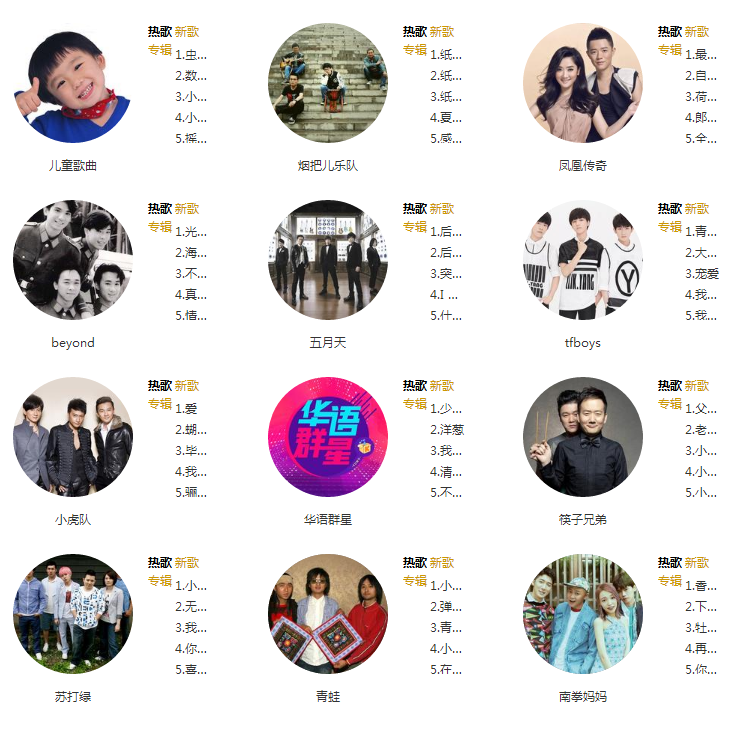 热歌 新歌
专辑
1.虫...
2.数...
3.小...
4.小...
5.摇...
儿童歌曲
热歌 新歌
专辑
1.纸...
2.纸...
3.纸...
4.夏...
5.感...
烟把儿乐队
热歌 新歌
专辑
1.最...
2.自...
3.荷...
4.郎...
5.全...
凤凰传奇
热歌 新歌
专辑
1.光...
2.海...
3.不...
4.真...
5.情...
beyond
热歌 新歌
专辑
1.后...
2.后...
3.突...
4.I ...
5.什...
五月天
热歌 新歌
专辑
1.青...
2.大...
3.宠爱
4.我...
5.我...
tfboys
热歌 新歌
专辑
1.爱
2.蝴...
3.毕...
4.我...
5.骊...
小虎队
华语
群星
热歌 新歌
专辑
1.少...
2.洋葱
3.我...
4.清...
5.不...
华语群星
热歌 新歌
专辑
1.父...
2.老...
3.小...
4.小...
5.小...
筷子兄弟
热歌 新歌
专辑
1.小...
2.无...
3.我...
4.你...
5.喜...
苏打绿
热歌 新歌
专辑
1.小...
2.弹...
3.青...
4.小...
5.在...
青蛙
热歌 新歌
专辑
1.香...
2.下...
3.牡...
4.再...
5.你...
南拳妈妈